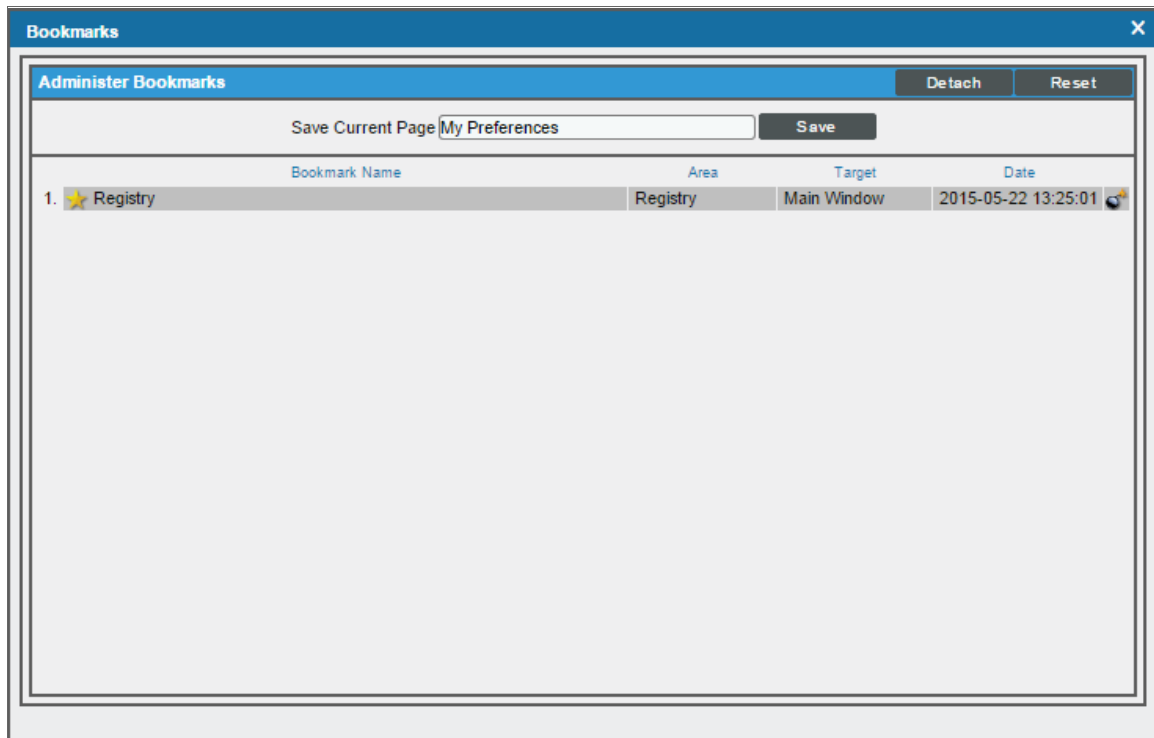 Bookmarks
Administer Bookmarks Detach Reset
Save Current Page My Preferences Save
Bookmark Name Area Target Date
1. Registry Registry Main Window 2015-05-22 13:25:01